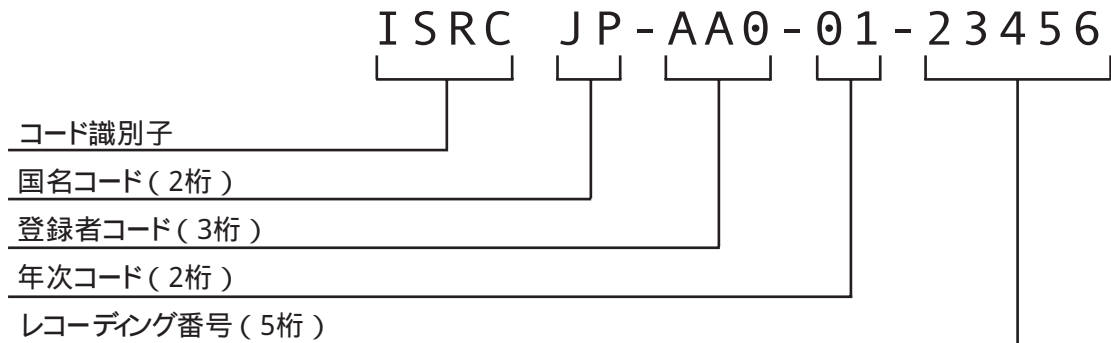 ISRC JP-AA0-01-23456
コード識別子
国名コード(2桁)
登録者コード(3桁)
年次コード(2桁)
レコーディング番号(5桁)